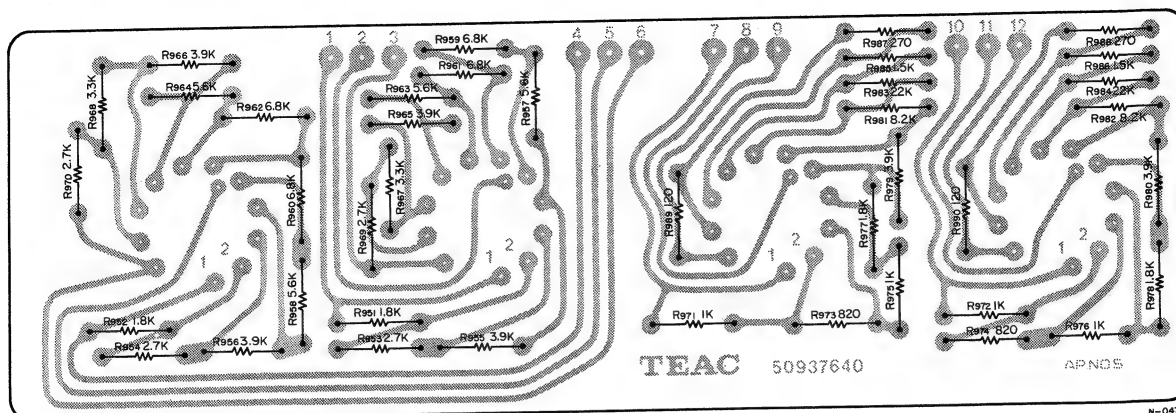 1 2 3 4 5 6 7 8 9 10 11 12
R966 3.9K
R964 5.6K
R968 3.3K
R962 6.8K
R970 2.7K
R960 6.8K
R958 5.6K
1 2
R952 1.8K
R954 2.7K
R956 3.9K
R959 6.8K
R961 6.8K
R963 5.6K
R965 3.9K
R957 5.6K
R967 3.3K
R969 2.7K
1 2
R951 1.8K
R953 2.7K
R955 3.9K
R987 270
R985 1.5K
R983 22K
R981 8.2K
R979 3.9K
R989 120
R977 1.8K
R975 1K
1 2
R971 1K
R973 820
R988 270
R986 1.5K
R984 22K
R982 8.2K
R980 3.9K
R990 120
R978 1.8K
1 2
R972 1K
R974 820
R976 1K
TEAC 50937640